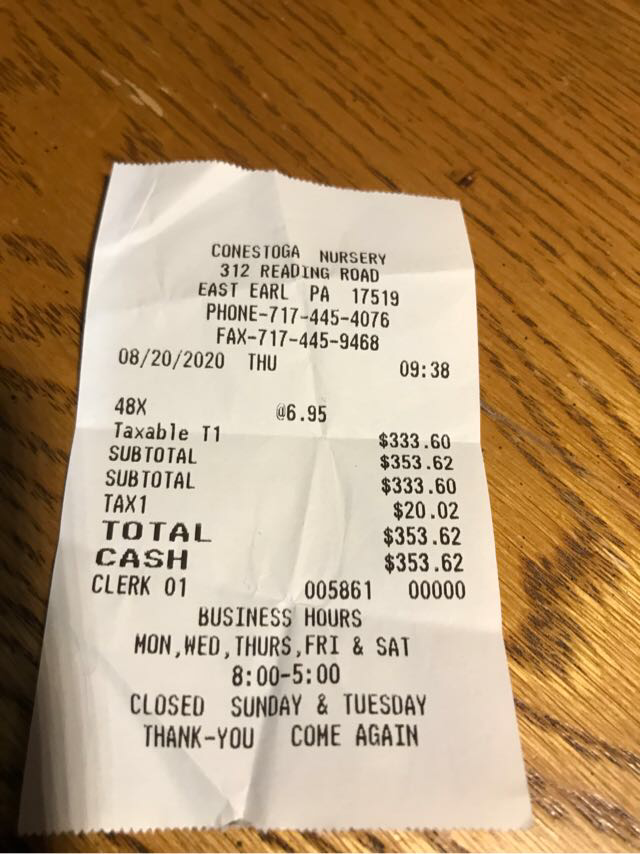 CONESTOGA NURSERY
312 READING ROAD
EAST EARL PA 17519
PHONE-717-445-4076
FAX-717-445-9468
08/20/2020 THU 09:38
48X @6.95
Taxable T1 $333.60
SUBTOTAL $353.62
SUBTOTAL $333.60
TAX1 $20.02
TOTAL $353.62
CASH $353.62
CLERK 01 005861 00000
BUSINESS HOURS
MON,WED,THURS,FRI & SAT
8:00-5:00
CLOSED SUNDAY & TUESDAY
THANK-YOU COME AGAIN